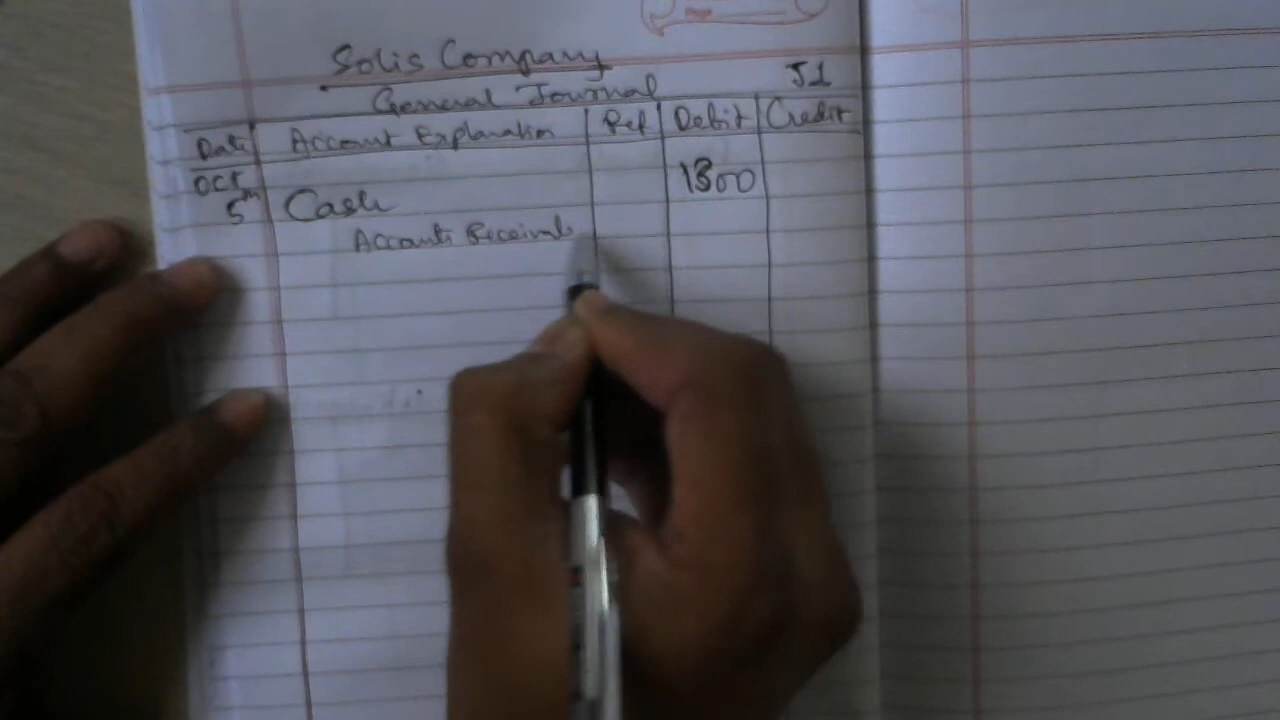 Solis Company
General Journal J1
Date Account Explanation Ref Debit Credit
Oct 1300
5th Cash
Accounts Receivable